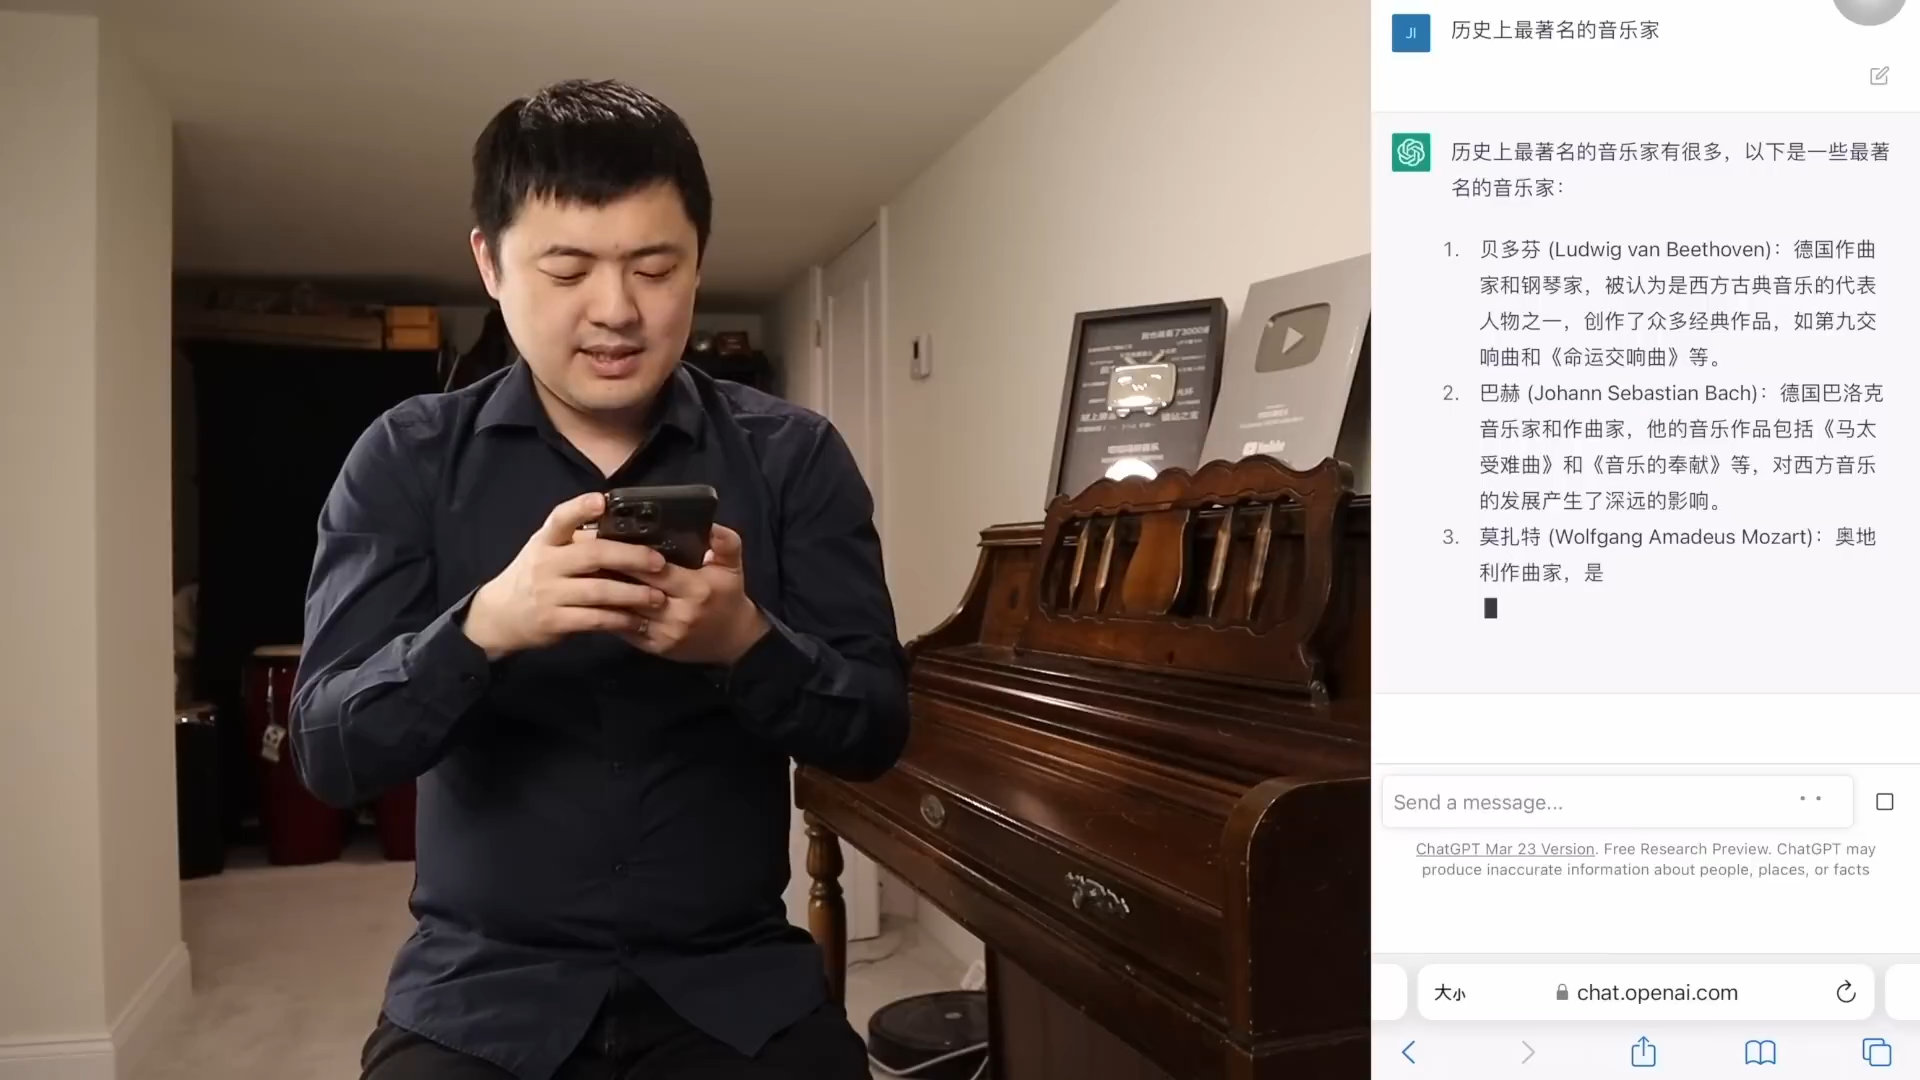 JI
历史上最著名的音乐家
历史上最著名的音乐家有很多，以下是一些最著
名的音乐家：
1. 贝多芬 (Ludwig van Beethoven)：德国作曲
家和钢琴家，被认为是西方古典音乐的代表
人物之一，创作了众多经典作品，如第九交
响曲和《命运交响曲》等。
2. 巴赫 (Johann Sebastian Bach)：德国巴洛克
音乐家和作曲家，他的音乐作品包括《马太
受难曲》和《音乐的奉献》等，对西方音乐
的发展产生了深远的影响。
3. 莫扎特 (Wolfgang Amadeus Mozart)：奥地
利作曲家，是
Send a message...
ChatGPT Mar 23 Version. Free Research Preview. ChatGPT may
produce inaccurate information about people, places, or facts
大小
chat.openai.com
YouTube